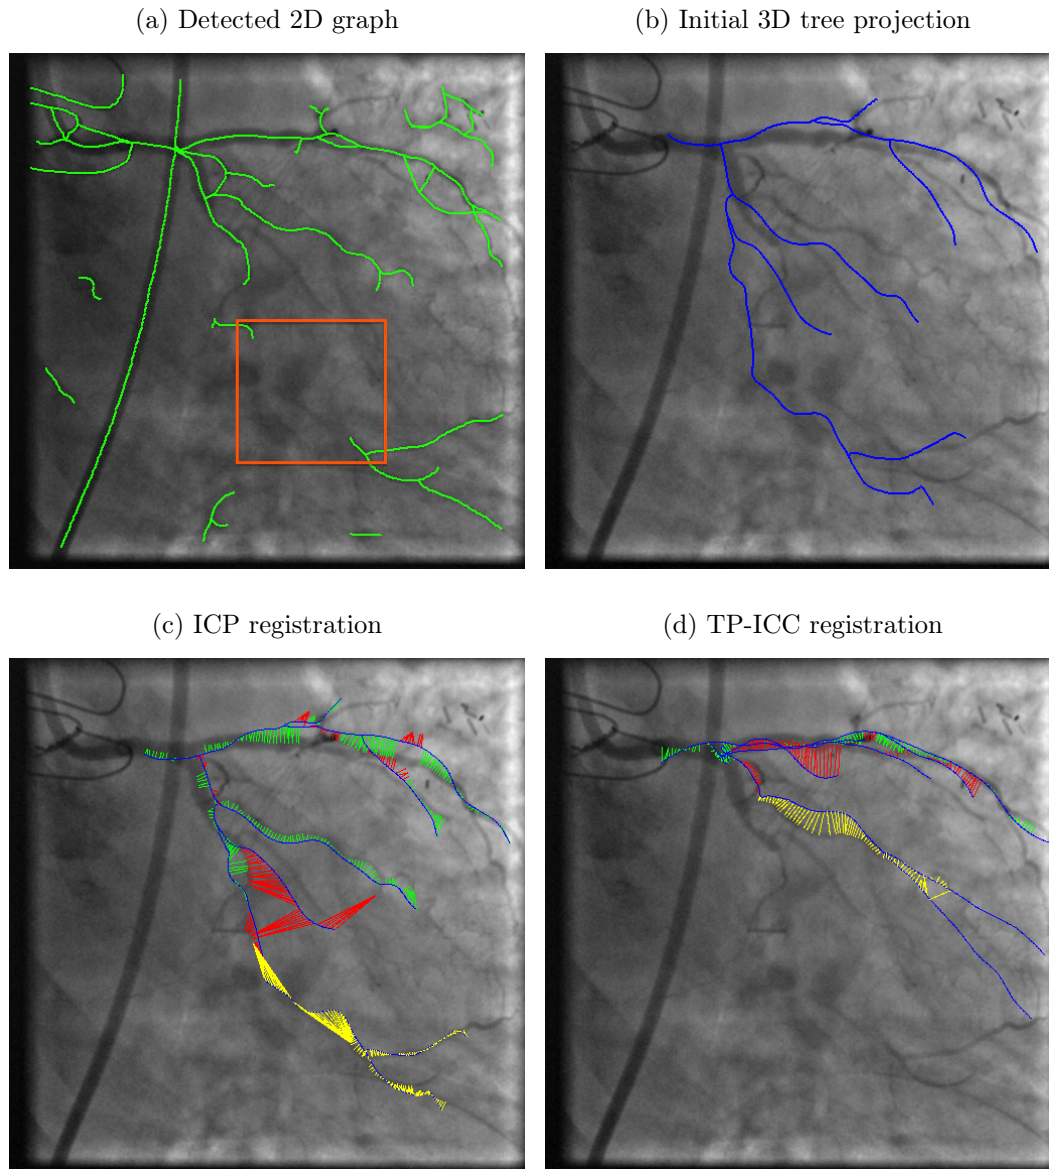 (a) Detected 2D graph
(b) Initial 3D tree projection
(c) ICP registration
(d) TP-ICC registration